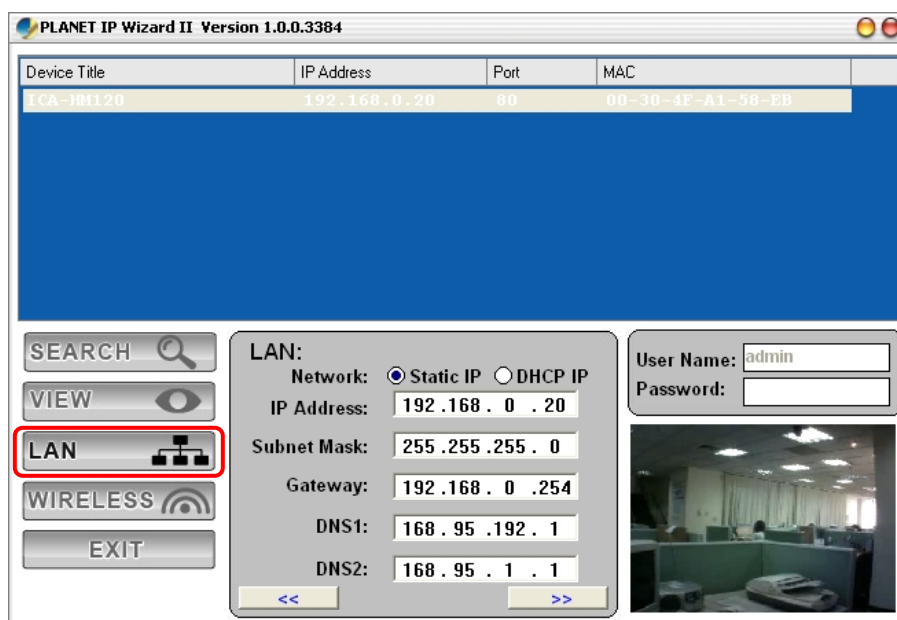 PLANET IP Wizard II Version 1.0.0.3384
Device Title IP Address Port MAC
ICA-HM120 192.168.0.20 80 00-30-4F-A1-58-EB
SEARCH
VIEW
LAN
WIRELESS
EXIT
LAN:
Network: Static IP DHCP IP
IP Address: 192 .168 . 0 . 20
Subnet Mask: 255 .255 .255 . 0
Gateway: 192 .168 . 0 .254
DNS1: 168 . 95 .192 . 1
DNS2: 168 . 95 . 1 . 1
<< >>
User Name: admin
Password: